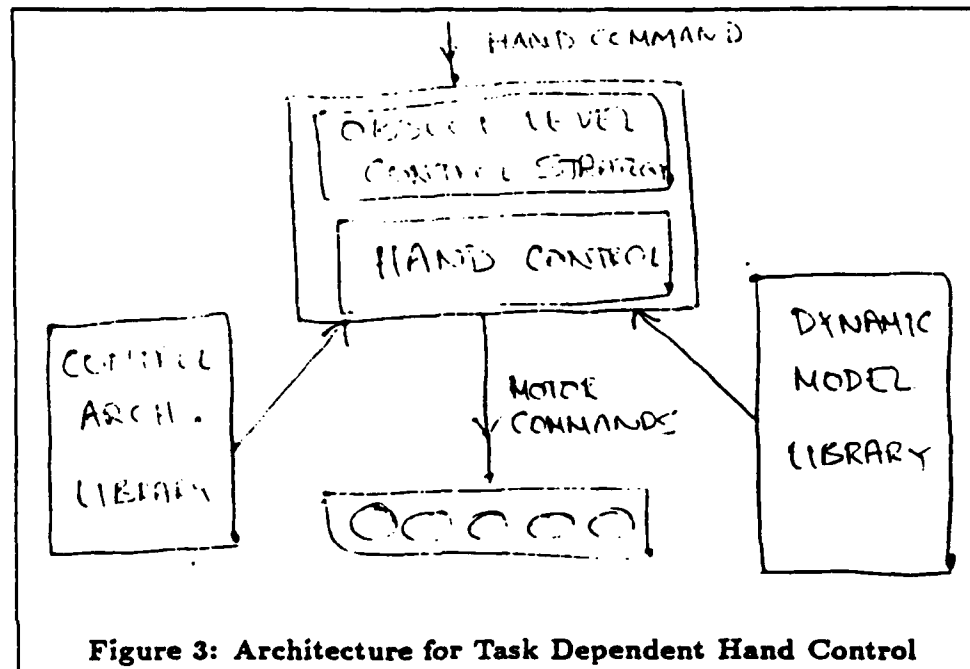 HAND COMMAND
OBJECT LEVEL
CONTROL STRATEGY
HAND CONTROL
CONTROL
ARCH.
LIBRARY
MOTOR
COMMANDS
DYNAMIC
MODEL
LIBRARY
Figure 3: Architecture for Task Dependent Hand Control